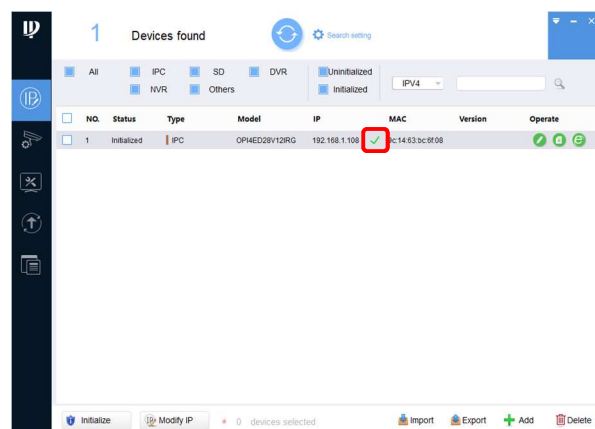 1 Devices found Search setting
All IPC SD DVR Uninitialized
NVR Others Initialized
IPV4
NO. Status Type Model IP MAC Version Operate
1 Initialized IPC OPI4ED28V12IRG 192.168.1.108 9c:14:63:bc:6f:08
Initialize Modify IP * 0 devices selected Import Export Add Delete